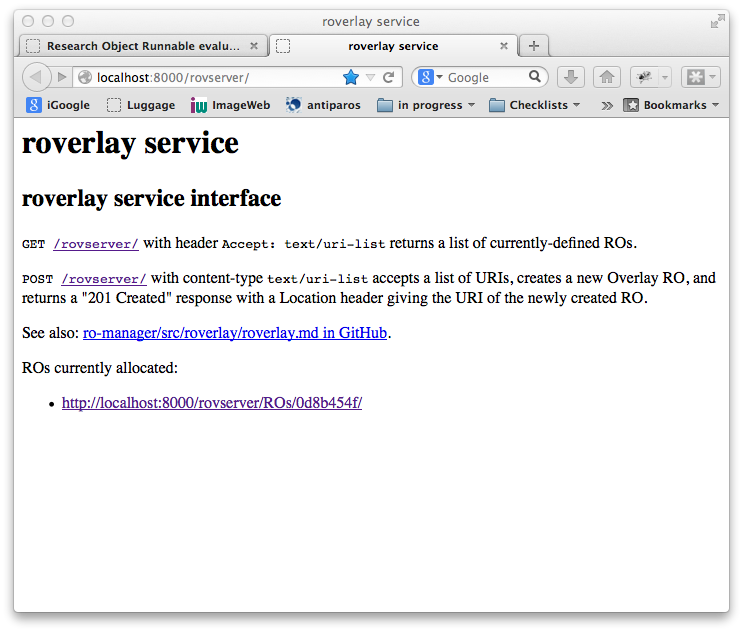 roverlay service
Research Object Runnable evalu...
roverlay service
localhost:8000/rovserver/
Google
iGoogle
Luggage
ImageWeb
antiparos
in progress
Checklists
Bookmarks
roverlay service
roverlay service interface
GET /rovserver/ with header Accept: text/uri-list returns a list of currently-defined ROs.
POST /rovserver/ with content-type text/uri-list accepts a list of URIs, creates a new Overlay RO, and
returns a "201 Created" response with a Location header giving the URI of the newly created RO.
See also: ro-manager/src/roverlay/roverlay.md in GitHub.
ROs currently allocated:
• http://localhost:8000/rovserver/ROs/0d8b454f/